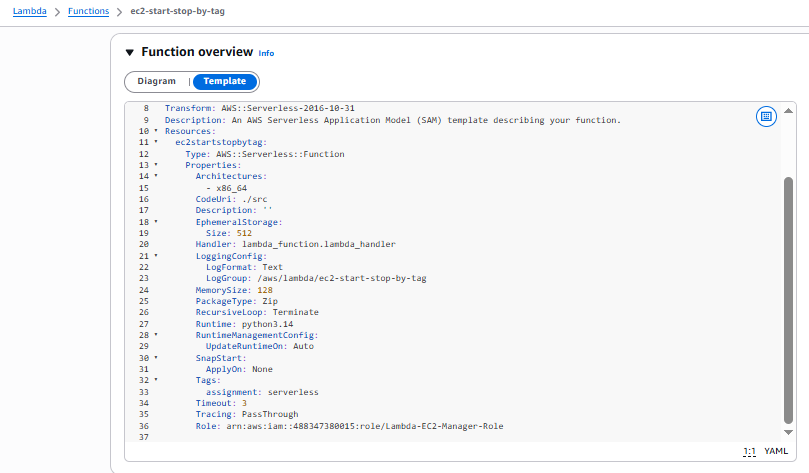 Lambda > Functions > ec2-start-stop-by-tag
Function overview Info
Diagram | Template
8 Transform: AWS::Serverless-2016-10-31
9 Description: An AWS Serverless Application Model (SAM) template describing your function.
10 Resources:
11 ec2startstopbytag:
12 Type: AWS::Serverless::Function
13 Properties:
14 Architectures:
15 - x86_64
16 CodeUri: ./src
17 Description: ''
18 EphemeralStorage:
19 Size: 512
20 Handler: lambda_function.lambda_handler
21 LoggingConfig:
22 LogFormat: Text
23 LogGroup: /aws/lambda/ec2-start-stop-by-tag
24 MemorySize: 128
25 PackageType: Zip
26 RecursiveLoop: Terminate
27 Runtime: python3.14
28 RuntimeManagementConfig:
29 UpdateRuntimeOn: Auto
30 SnapStart:
31 ApplyOn: None
32 Tags:
33 assignment: serverless
34 Timeout: 3
35 Tracing: PassThrough
36 Role: arn:aws:iam::488347380015:role/Lambda-EC2-Manager-Role
37
1:1 YAML